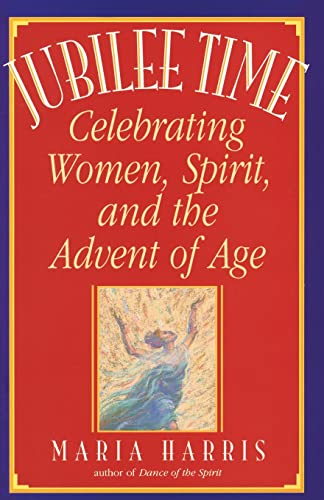 JUBILEE TIME
Celebrating
Women, Spirit,
and the
Advent of Age
MARIA HARRIS
author of Dance of the Spirit